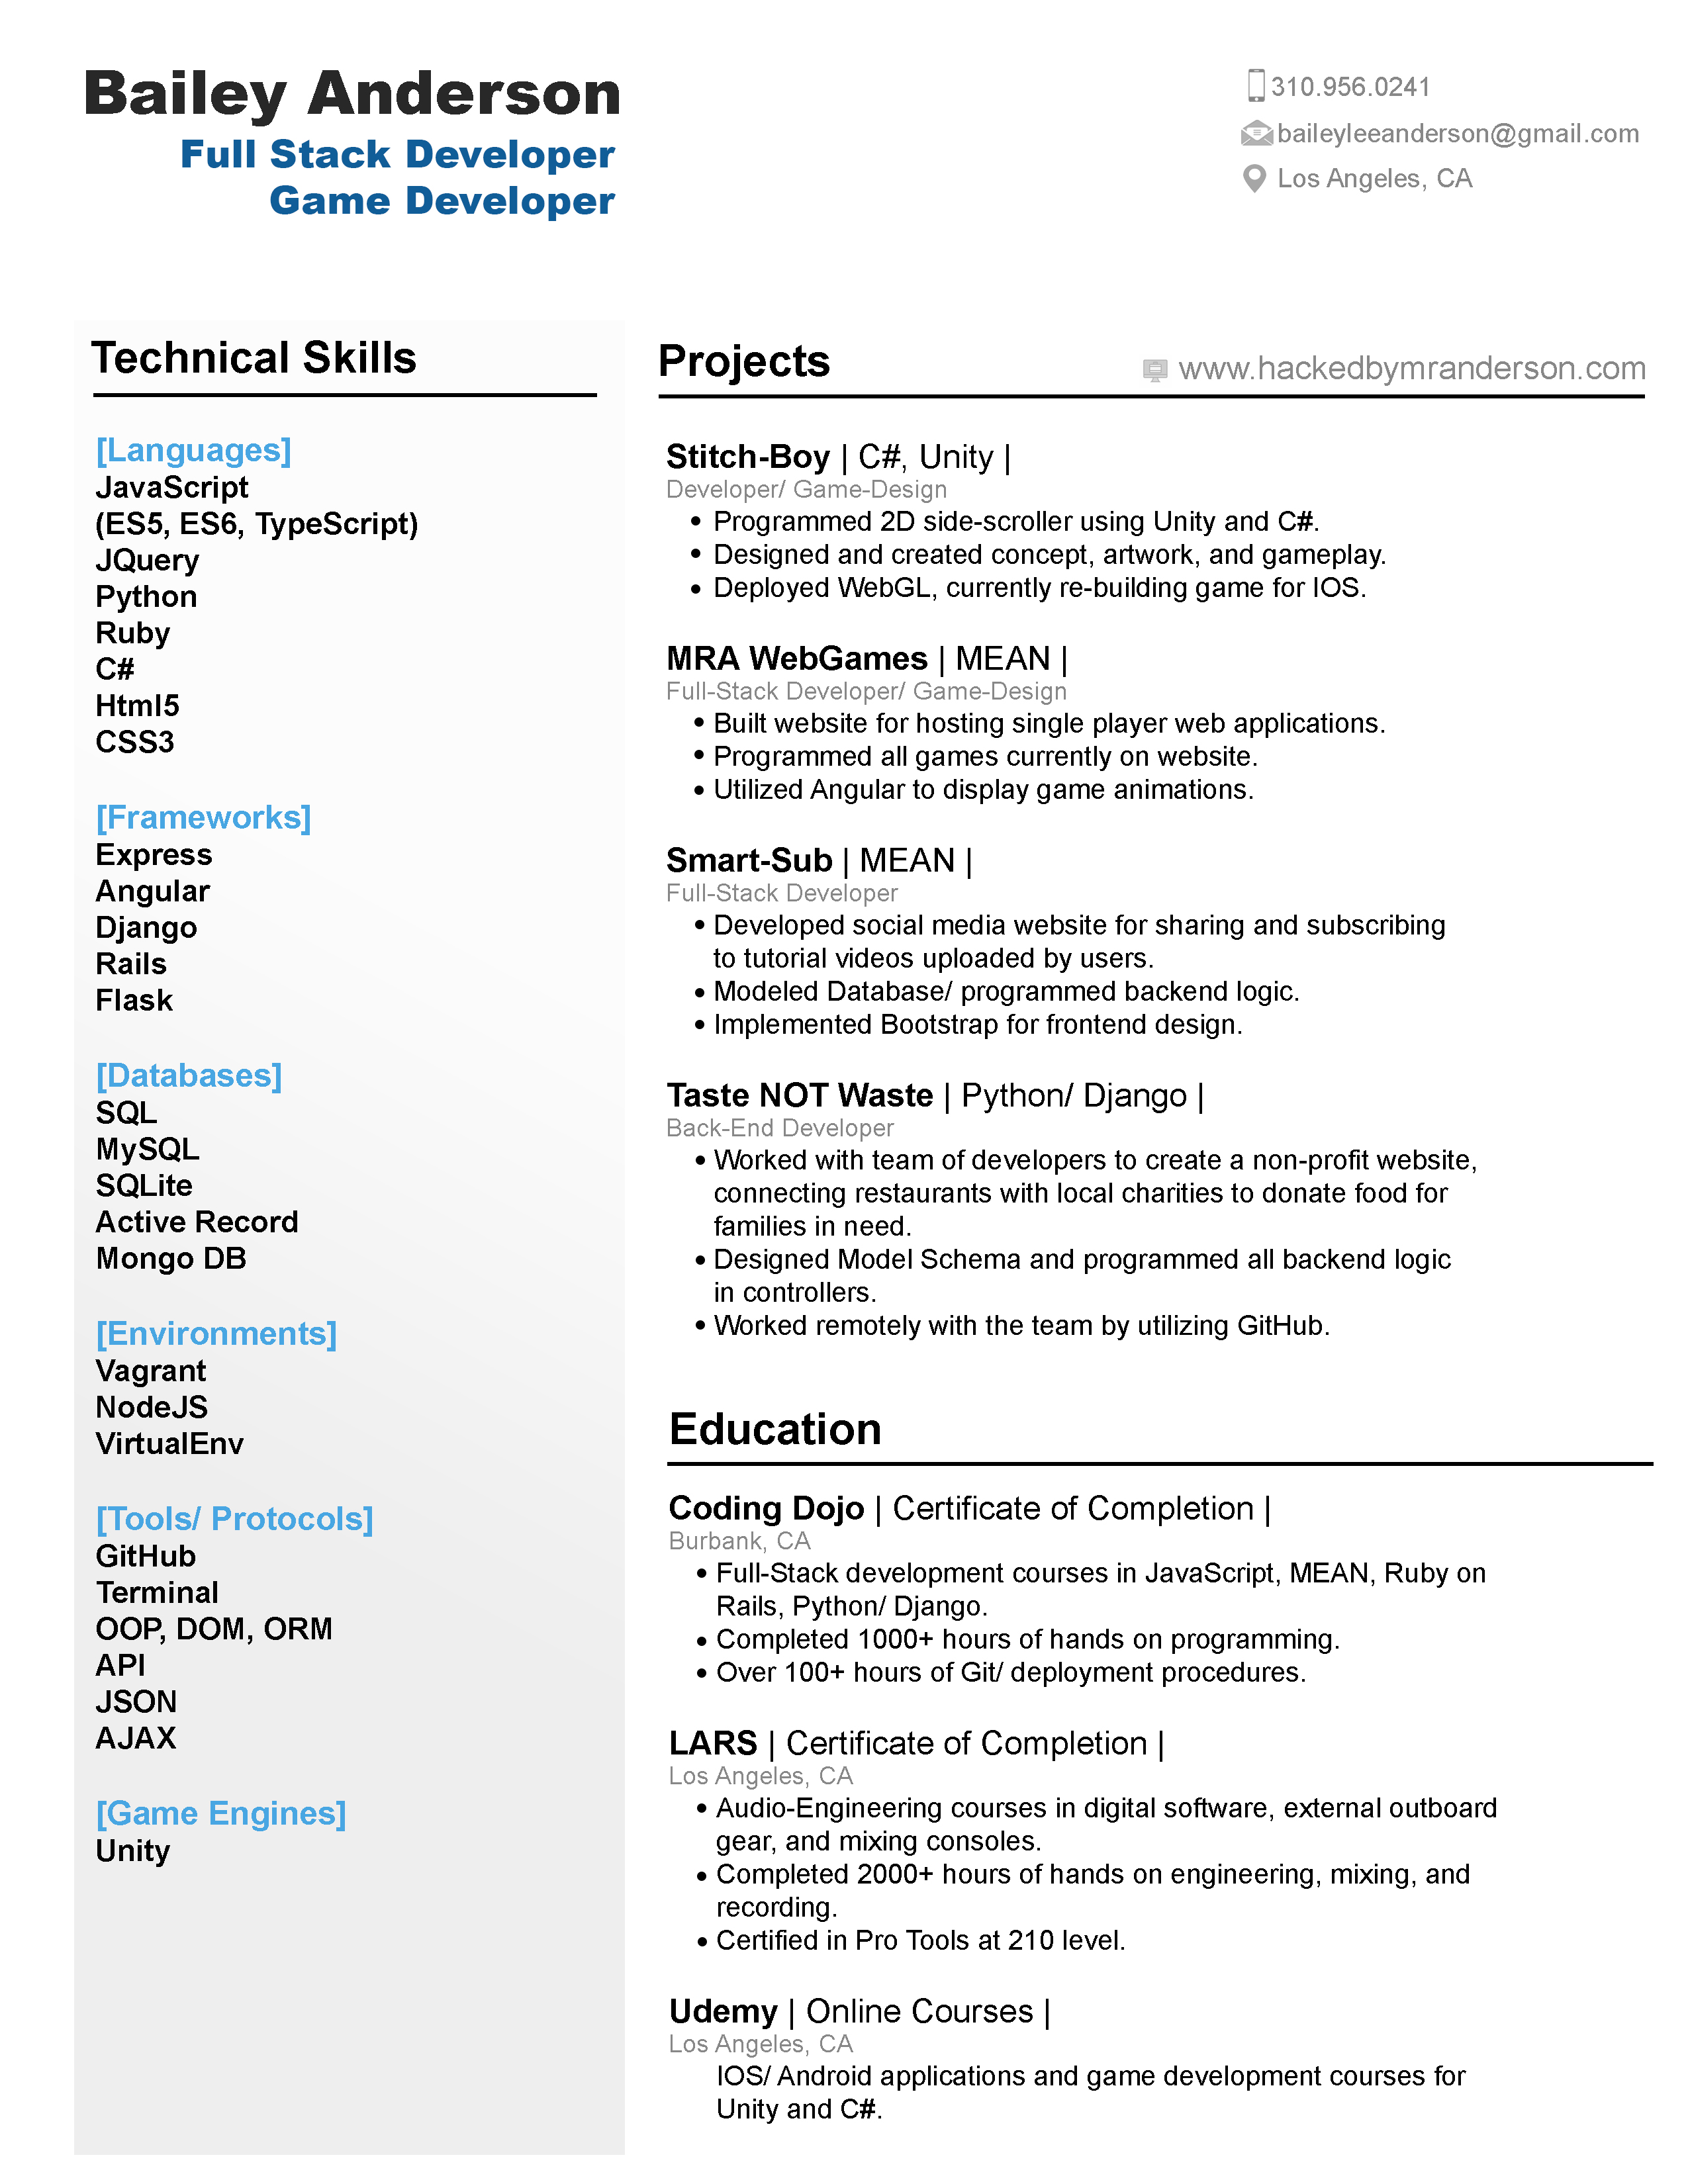 Bailey Anderson
Full Stack Developer
Game Developer
310.956.0241
baileyleeanderson@gmail.com
Los Angeles, CA
Technical Skills
[Languages]
JavaScript
(ES5, ES6, TypeScript)
JQuery
Python
Ruby
C#
Html5
CSS3
[Frameworks]
Express
Angular
Django
Rails
Flask
[Databases]
SQL
MySQL
SQLite
Active Record
Mongo DB
[Environments]
Vagrant
NodeJS
VirtualEnv
[Tools/ Protocols]
GitHub
Terminal
OOP, DOM, ORM
API
JSON
AJAX
[Game Engines]
Unity
Projects
www.hackedbymranderson.com
Stitch-Boy | C#, Unity |
Developer/ Game-Design
• Programmed 2D side-scroller using Unity and C#.
• Designed and created concept, artwork, and gameplay.
• Deployed WebGL, currently re-building game for IOS.
MRA WebGames | MEAN |
Full-Stack Developer/ Game-Design
• Built website for hosting single player web applications.
• Programmed all games currently on website.
• Utilized Angular to display game animations.
Smart-Sub | MEAN |
Full-Stack Developer
• Developed social media website for sharing and subscribing
to tutorial videos uploaded by users.
• Modeled Database/ programmed backend logic.
• Implemented Bootstrap for frontend design.
Taste NOT Waste | Python/ Django |
Back-End Developer
• Worked with team of developers to create a non-profit website,
connecting restaurants with local charities to donate food for
families in need.
• Designed Model Schema and programmed all backend logic
in controllers.
• Worked remotely with the team by utilizing GitHub.
Education
Coding Dojo | Certificate of Completion |
Burbank, CA
• Full-Stack development courses in JavaScript, MEAN, Ruby on
Rails, Python/ Django.
• Completed 1000+ hours of hands on programming.
• Over 100+ hours of Git/ deployment procedures.
LARS | Certificate of Completion |
Los Angeles, CA
• Audio-Engineering courses in digital software, external outboard
gear, and mixing consoles.
• Completed 2000+ hours of hands on engineering, mixing, and
recording.
• Certified in Pro Tools at 210 level.
Udemy | Online Courses |
Los Angeles, CA
IOS/ Android applications and game development courses for
Unity and C#.